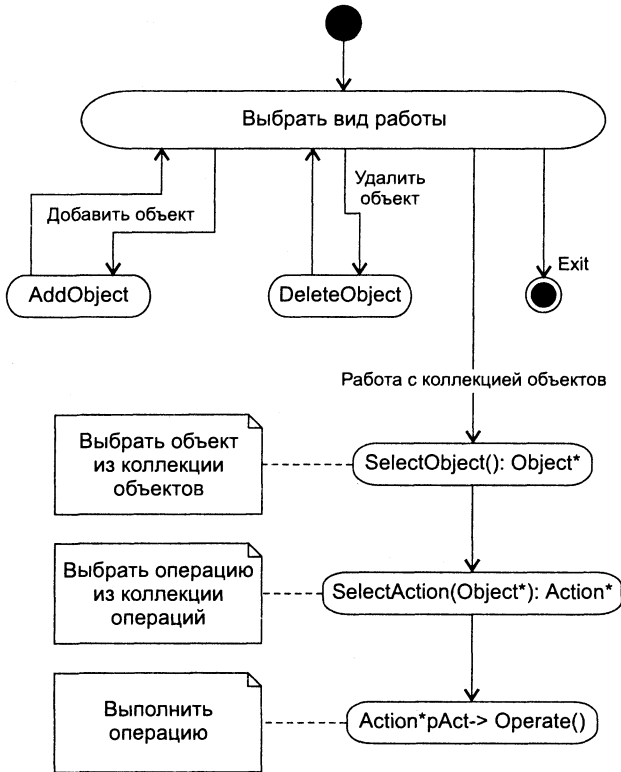 Выбрать вид работы
Удалить
объект
Добавить объект
Exit
AddObject
DeleteObject
Работа с коллекцией объектов
Выбрать объект
из коллекции
объектов
SelectObject(): Object*
Выбрать операцию
из коллекции
операций
SelectAction(Object*): Action*
Выполнить
операцию
Action*pAct-> Operate()